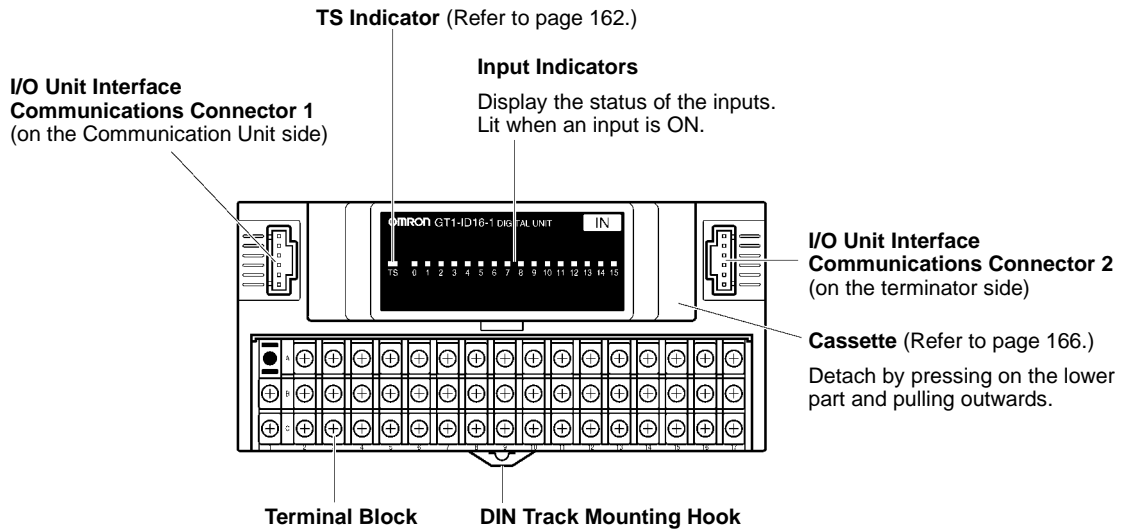 TS Indicator (Refer to page 162.)
Input Indicators
Display the status of the inputs.
Lit when an input is ON.
I/O Unit Interface
Communications Connector 1
(on the Communication Unit side)
OMRON GT1-ID16-1 DIGITAL UNIT IN
TS 0 1 2 3 4 5 6 7 8 9 10 11 12 13 14 15
I/O Unit Interface
Communications Connector 2
(on the terminator side)
Cassette (Refer to page 166.)
Detach by pressing on the lower
part and pulling outwards.
A
B
C
1 2 3 4 5 6 7 8 9 10 11 12 13 14 15 16 17
Terminal Block
DIN Track Mounting Hook